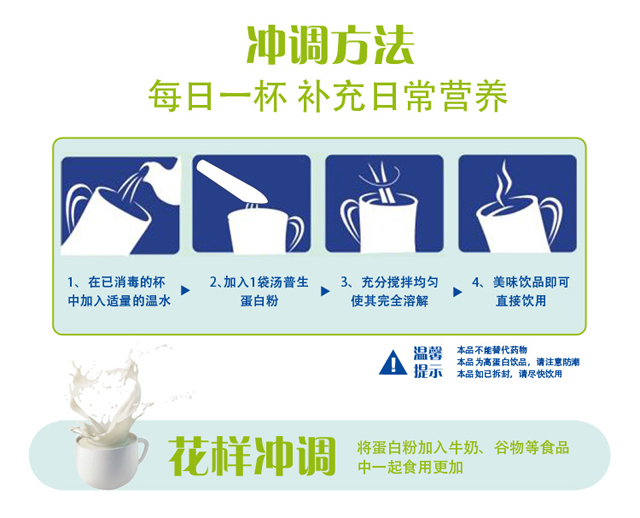 冲调方法
每日一杯 补充日常营养
1、在已消毒的杯
中加入适量的温水
2、加入1袋汤普生
蛋白粉
3、充分搅拌均匀
使其完全溶解
4、美味饮品即可
直接饮用
温馨
提示
本品不能替代药物
本品为高蛋白饮品，请注意防潮
本品如已拆封，请尽快饮用
花样冲调
将蛋白粉加入牛奶、谷物等食品
中一起食用更加